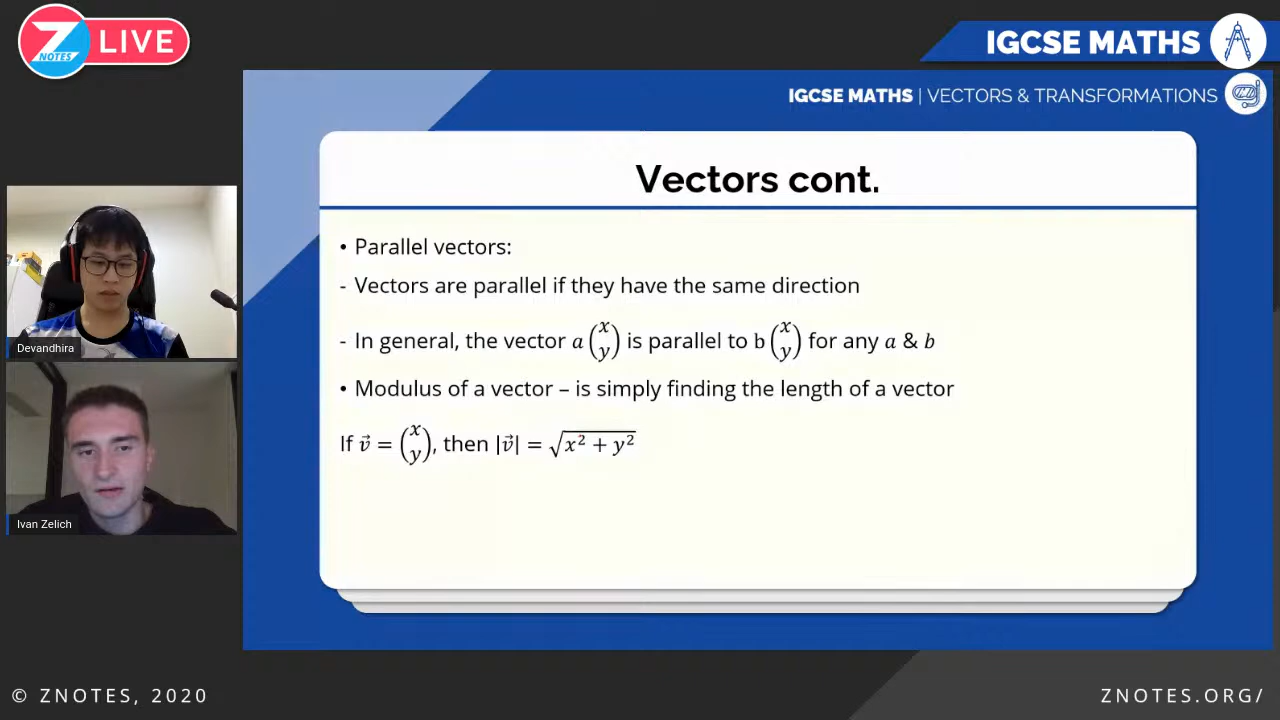 Z
NOTES
LIVE
IGCSE MATHS
IGCSE MATHS | VECTORS & TRANSFORMATIONS
Vectors cont.
• Parallel vectors:
- Vectors are parallel if they have the same direction
- In general, the vector a (x y) is parallel to b (x y) for any a & b
• Modulus of a vector – is simply finding the length of a vector
If v⃗ = (x y), then |v⃗| = √(x² + y²)
Devandhira
Ivan Zelich
© ZNOTES, 2020
ZNOTES.ORG/